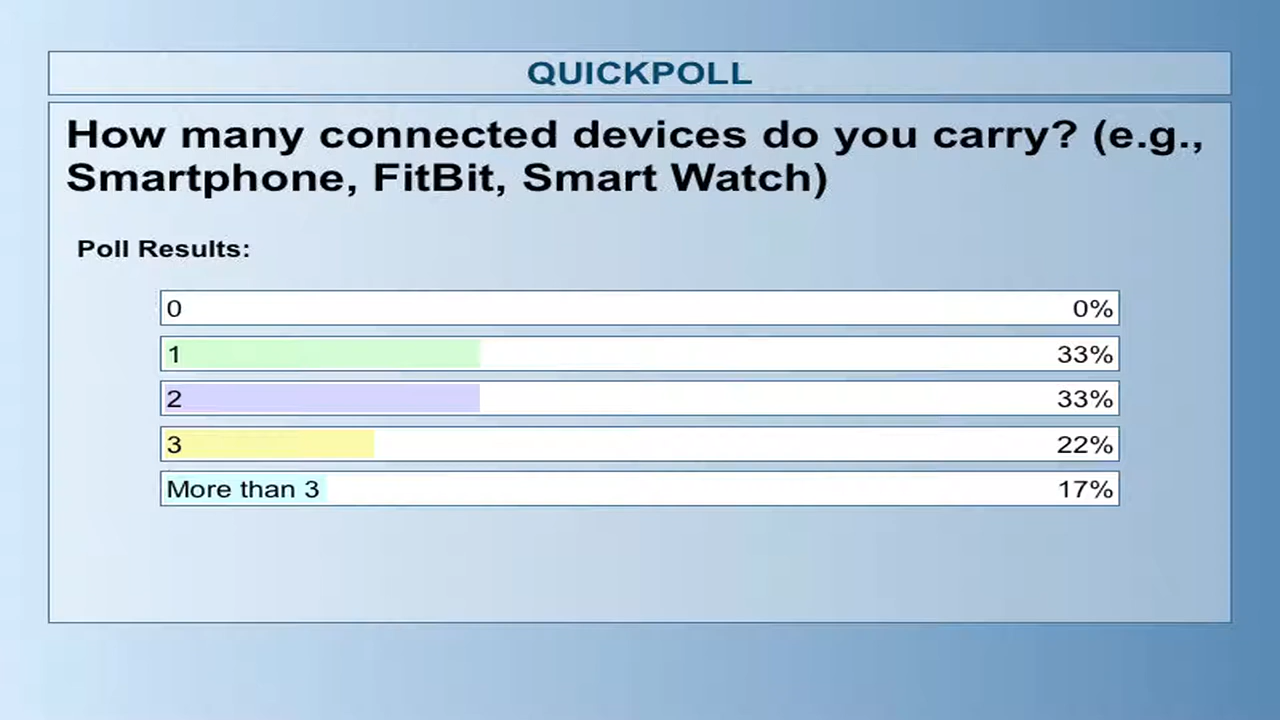 QUICKPOLL
How many connected devices do you carry? (e.g.,
Smartphone, FitBit, Smart Watch)
Poll Results:
0 0%
1 33%
2 33%
3 22%
More than 3 17%